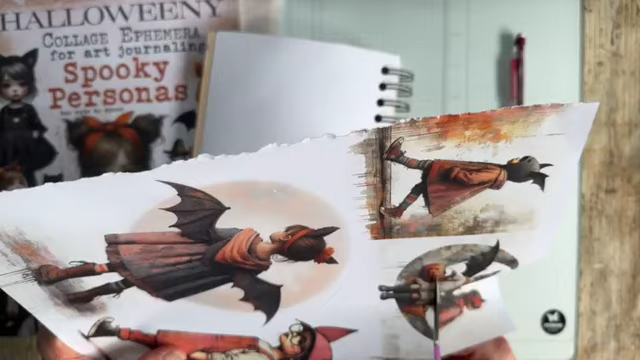 HALLOWEENY
COLLAGE EPHEMERA
for art journaling
Spooky
Personas